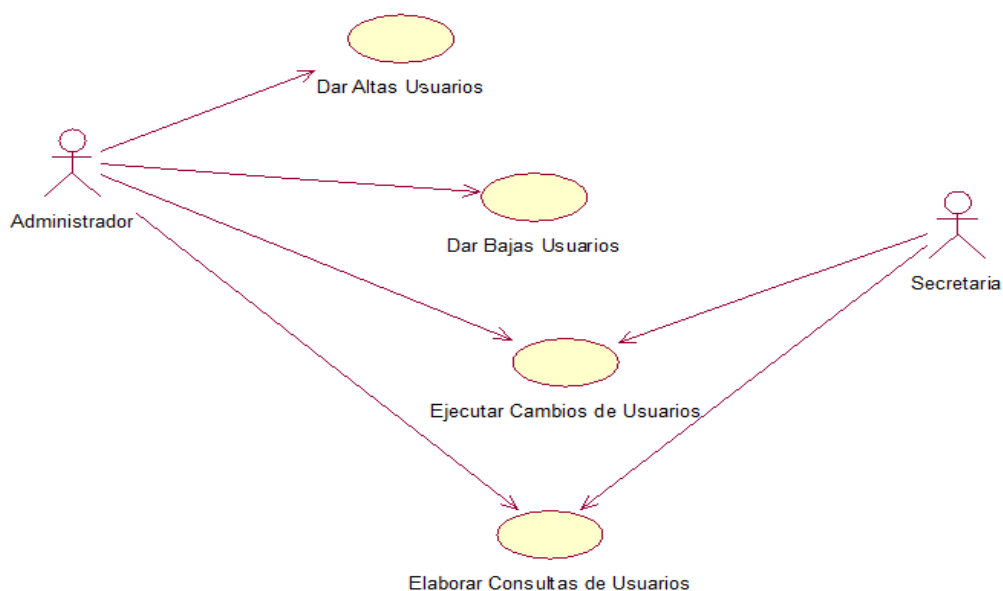 Dar Altas Usuarios
Administrador
Dar Bajas Usuarios
Secretaria
Ejecutar Cambios de Usuarios
Elaborar Consultas de Usuarios